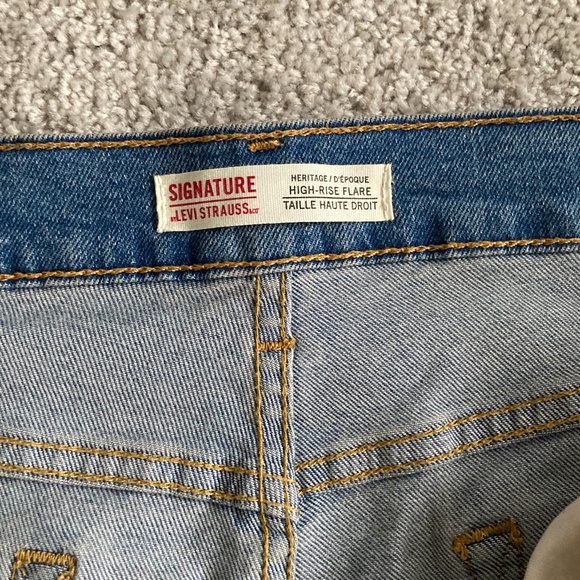 SIGNATURE
BY LEVI STRAUSS & CO.
HERITAGE / D'ÉPOQUE
HIGH-RISE FLARE
TAILLE HAUTE DROIT